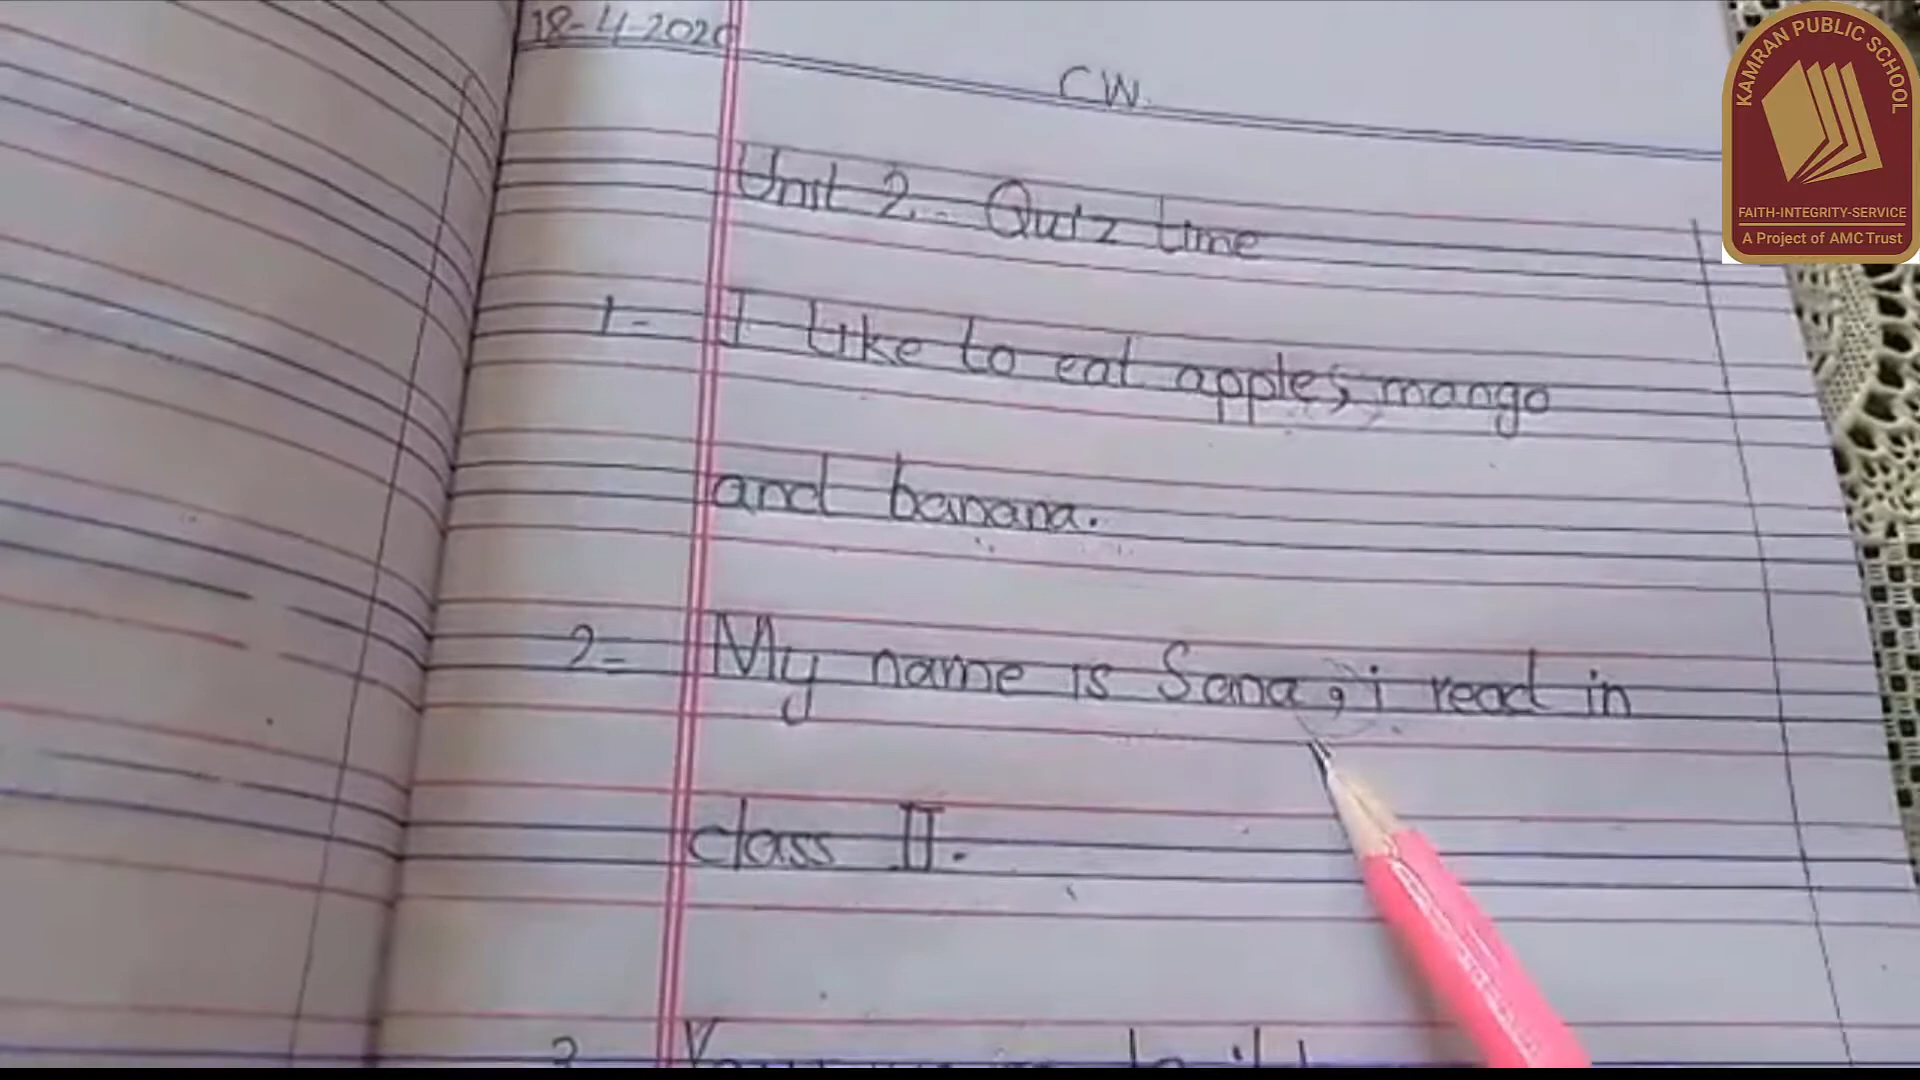 18-4-2020
CW.
Unit 2. Quiz time
1- I like to eat apples, mango
and banana.
2- My name is Sana, i read in
class II.
3
KAMRAN PUBLIC SCHOOL
FAITH-INTEGRITY-SERVICE
A Project of AMC Trust